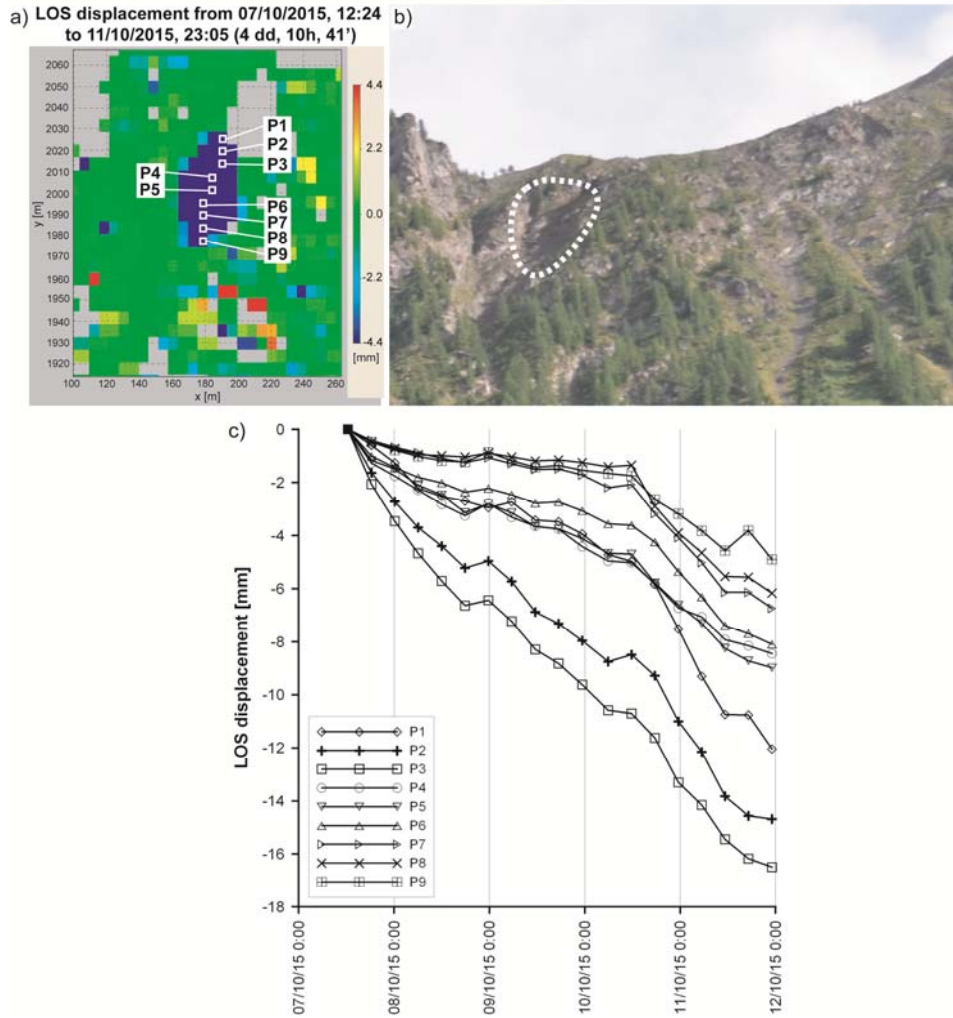 a) LOS displacement from 07/10/2015, 12:24
to 11/10/2015, 23:05 (4 dd, 10h, 41')
2060
2050
2040
2030
2020
2010
2000
1990
1980
1970
1960
1950
1940
1930
1920
y [m]
100 120 140 160 180 200 220 240 260
x [m]
P1
P2
P3
P4
P5
P6
P7
P8
P9
4.4
2.2
0.0
-2.2
-4.4
[mm]
b)
c)
LOS displacement [mm]
0
-2
-4
-6
-8
-10
-12
-14
-16
-18
P1
P2
P3
P4
P5
P6
P7
P8
P9
07/10/15 0:00
08/10/15 0:00
09/10/15 0:00
10/10/15 0:00
11/10/15 0:00
12/10/15 0:00